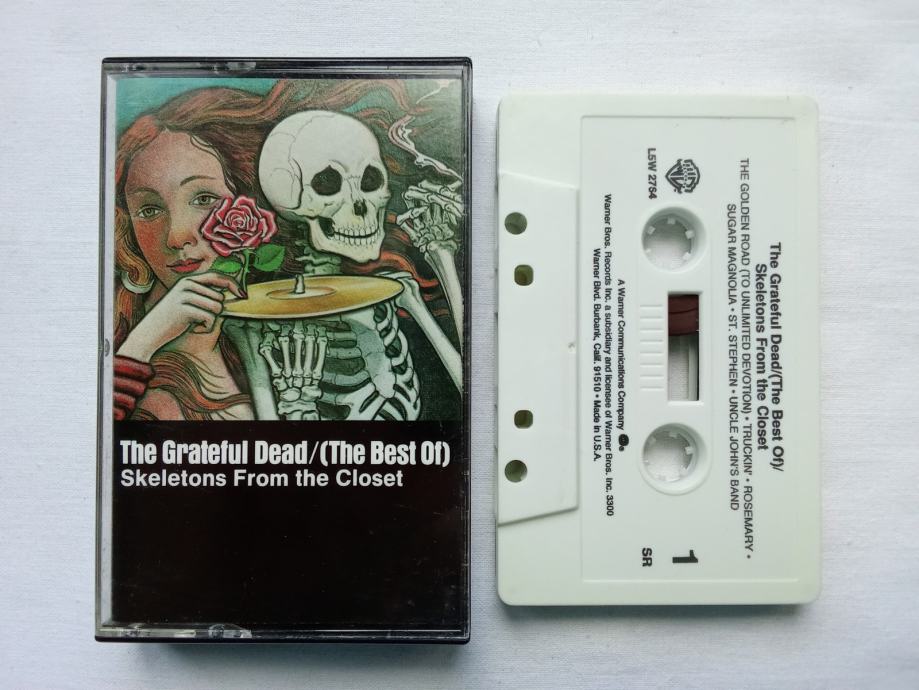 The Grateful Dead/(The Best Of)
Skeletons From the Closet
The Grateful Dead/(The Best Of)/
Skeletons From the Closet
THE GOLDEN ROAD (TO UNLIMITED DEVOTION) • TRUCKIN' • ROSEMARY •
SUGAR MAGNOLIA • ST. STEPHEN • UNCLE JOHN'S BAND
L5W 2764
1
SR
A Warner Communications Company
Warner Bros. Records Inc. a subsidiary and licensee of Warner Bros. Inc. 3300
Warner Blvd. Burbank, Calif. 91510 • Made in U.S.A.